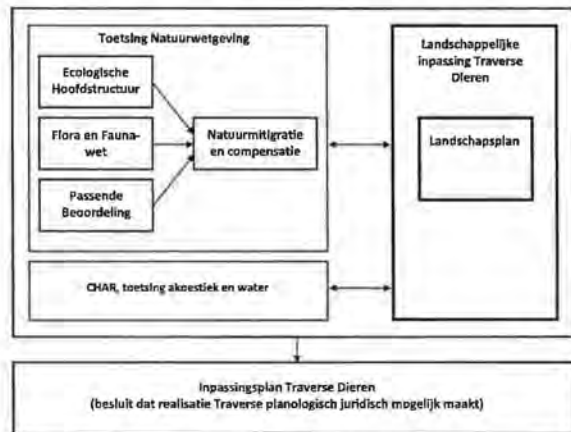 Toetsing Natuurwetgeving
Ecologische
Hoofdstructuur
Flora en Fauna-
wet
Passende
Beoordeling
Natuurmitigratie
en compensatie
CHAR, toetsing akoestiek en water
Landschappelijke
inpassing Traverse
Dieren
Landschapsplan
Inpassingsplan Traverse Dieren
(besluit dat realisatie Traverse planologisch juridisch mogelijk maakt)